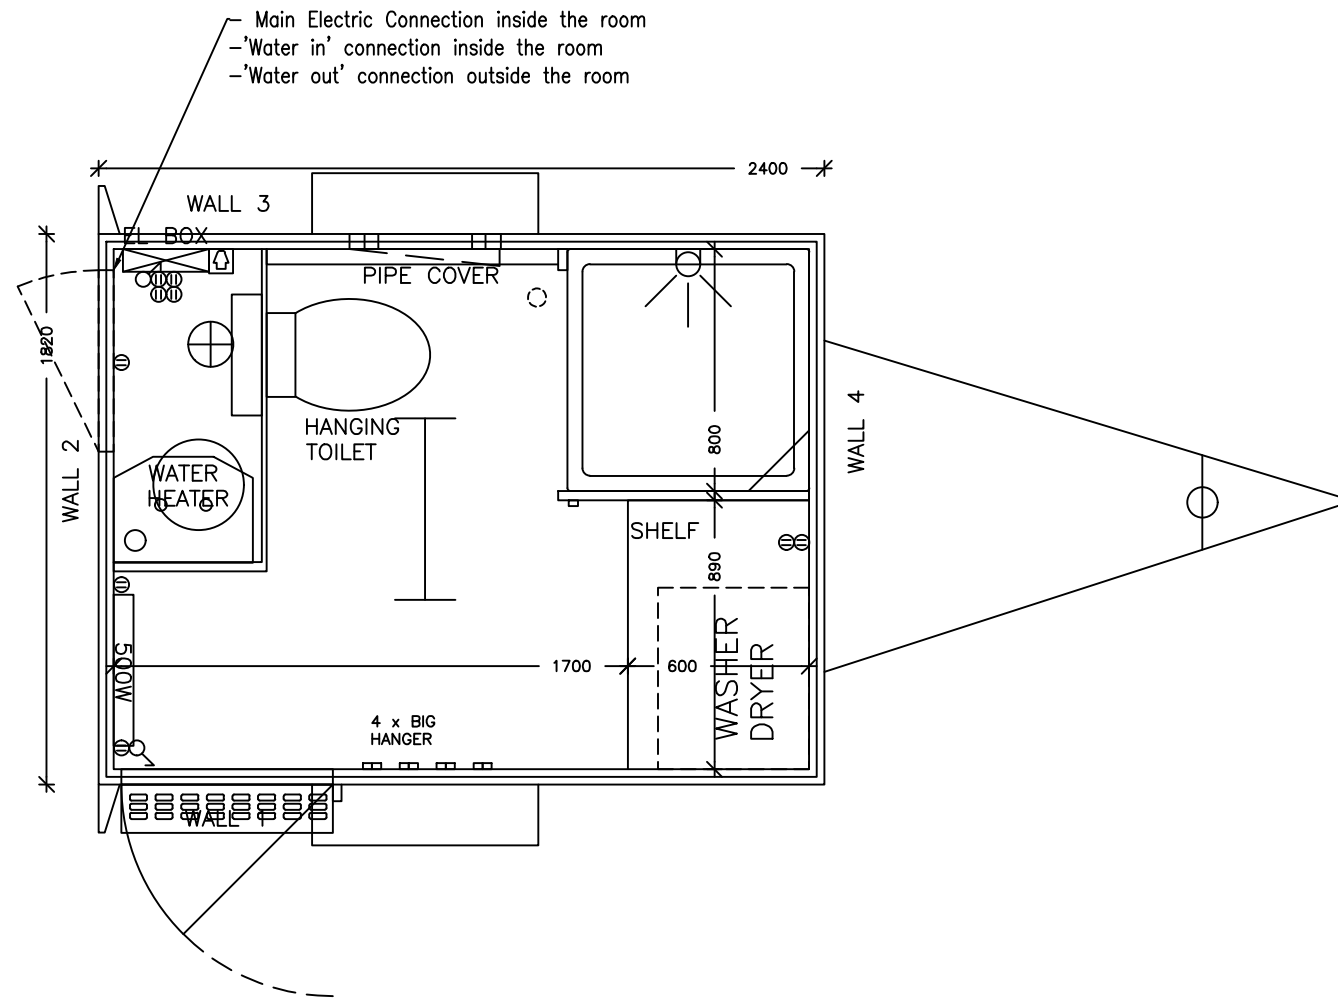 - Main Electric Connection inside the room
-'Water in' connection inside the room
-'Water out' connection outside the room
2400
WALL 3
EL BOX
PIPE COVER
1820
HANGING
TOILET
WALL 2
WATER
HEATER
800
WALL 4
SHELF
890
500W
1700
600
WASHER
DRYER
4 x BIG
HANGER
WALL 1